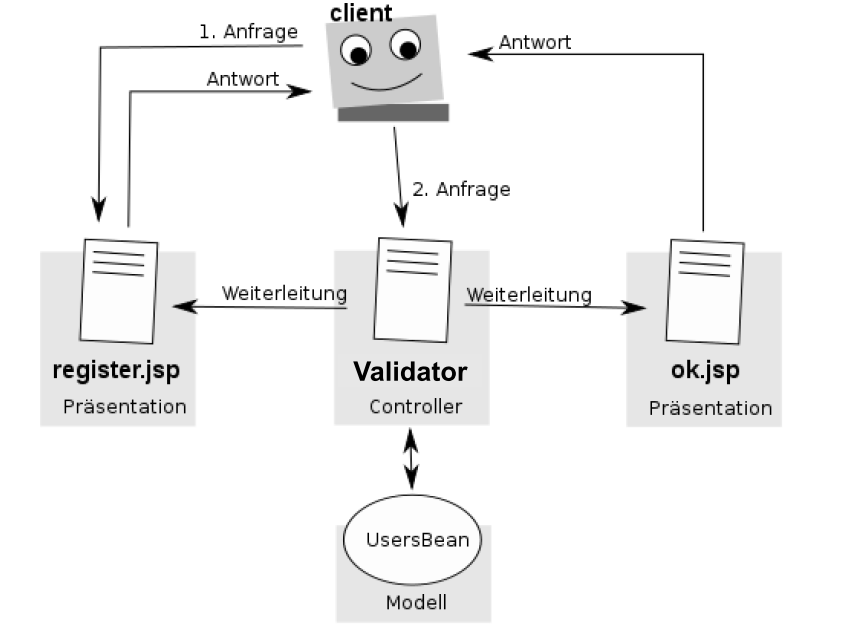 client
1. Anfrage
Antwort
Antwort
2. Anfrage
Weiterleitung
Weiterleitung
register.jsp
Präsentation
Validator
Controller
ok.jsp
Präsentation
UsersBean
Modell